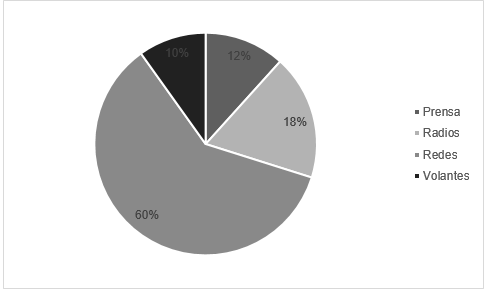 10%
12%
18%
60%
Prensa
Radios
Redes
Volantes